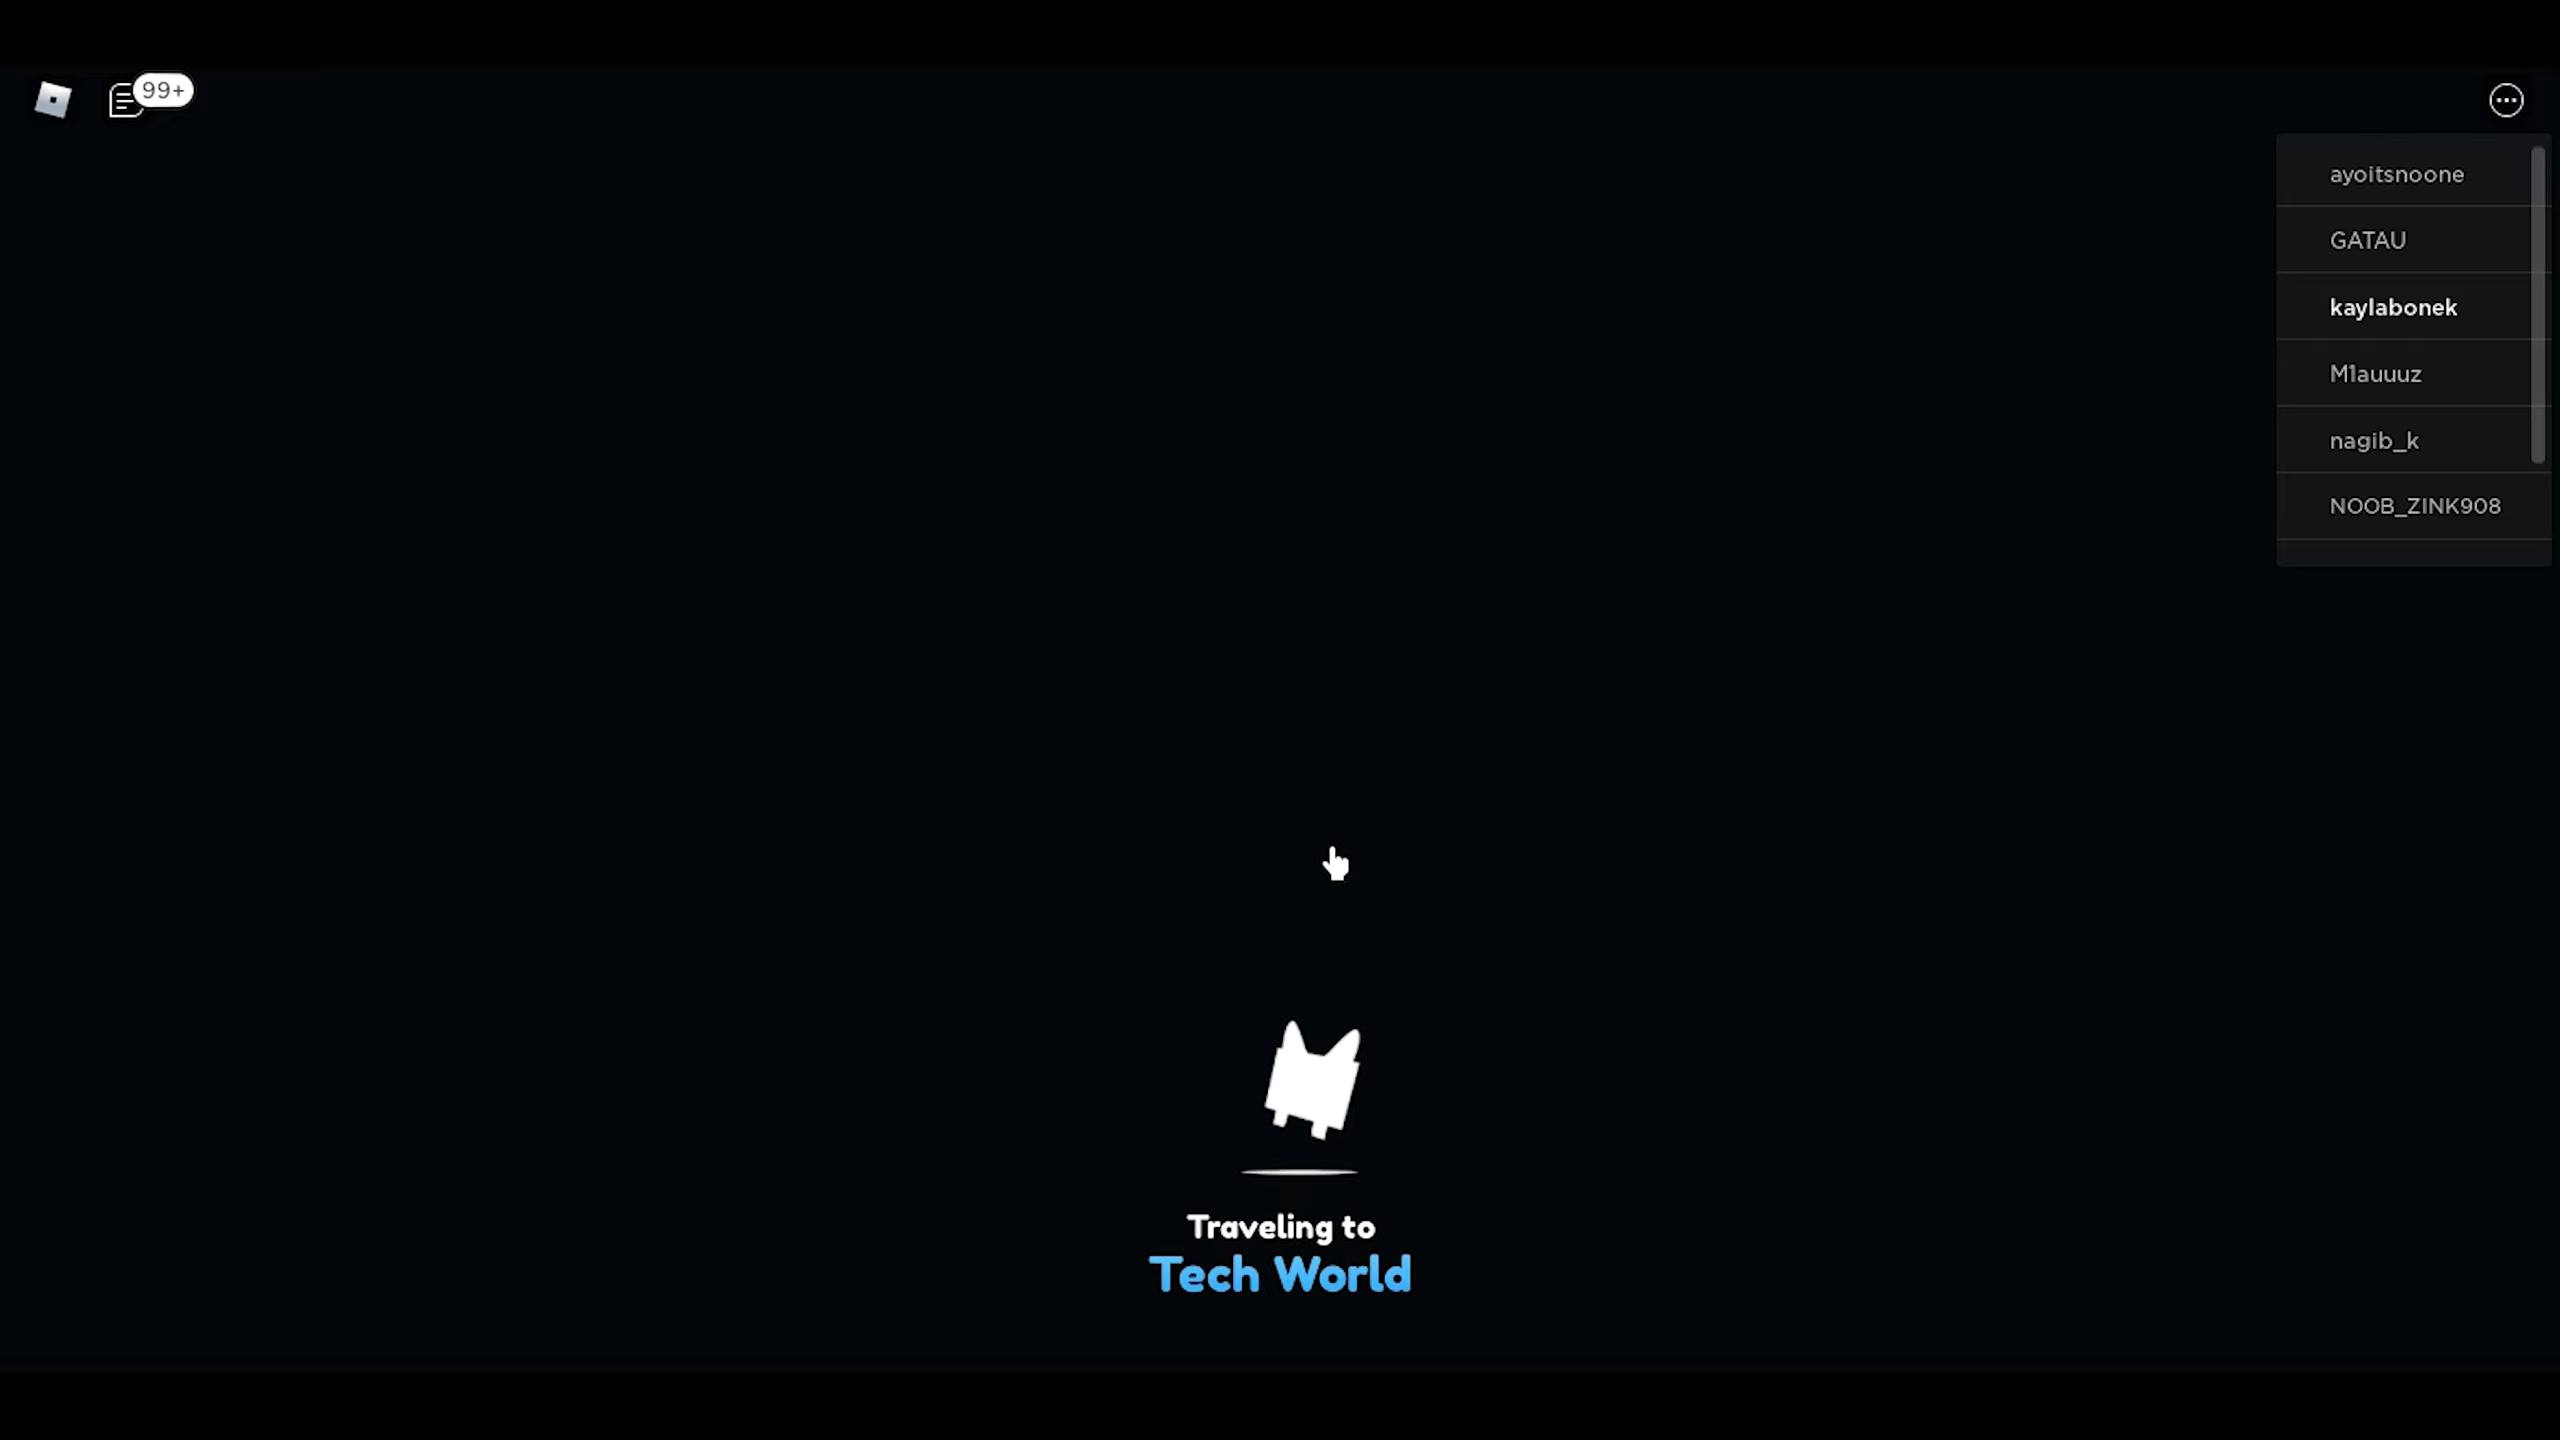 99+
ayoitsnoone
GATAU
kaylabonek
M1auuuz
nagib_k
NOOB_ZINK908
Traveling to
Tech World